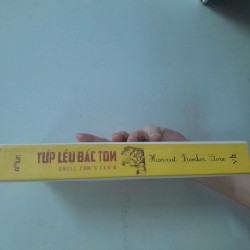 TÚP LỀU BÁC TOM
UNCLE TOM'S CABIN
Harriet Beecher Stowe